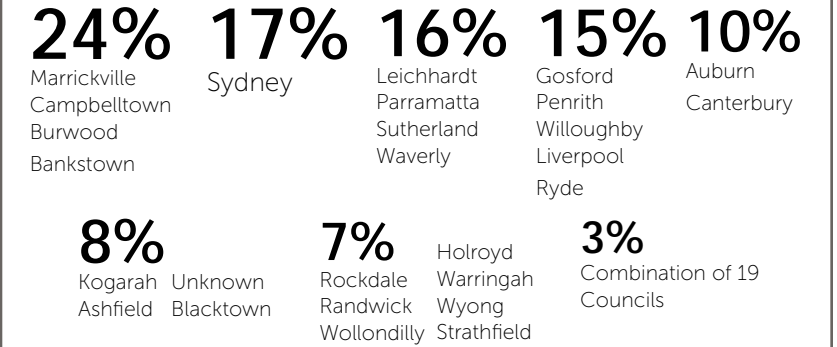 24%
Marrickville
Campbelltown
Burwood
Bankstown
17%
Sydney
16%
Leichhardt
Parramatta
Sutherland
Waverly
15%
Gosford
Penrith
Willoughby
Liverpool
Ryde
10%
Auburn
Canterbury
8%
Kogarah
Ashfield
Unknown
Blacktown
7%
Rockdale
Randwick
Wollondilly
Holroyd
Warringah
Wyong
Strathfield
3%
Combination of 19
Councils